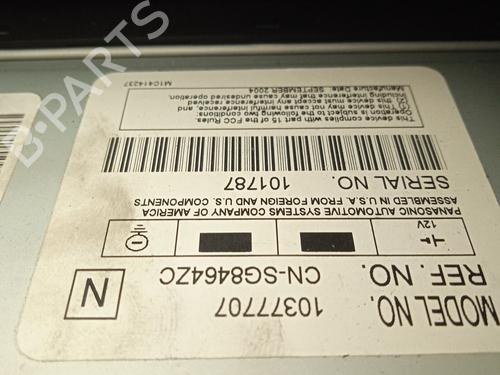 MODEL NO. 10377707
REF. NO. CN-SG8464ZC
N
12V
PANASONIC AUTOMOTIVE SYSTEMS COMPANY OF AMERICA
ASSEMBLED IN U.S.A. FROM FOREIGN AND U.S. COMPONENTS
SERIAL NO. 101787
This device complies with part 15 of the FCC Rules.
Operation is subject to the following two conditions:
(1) this device may not cause harmful interference, and
(2) this device must accept any interference received
including interference that may cause undesired operation.
Manufacture Date: SEPTEMBER 2004
M1C414237
B-PARTS